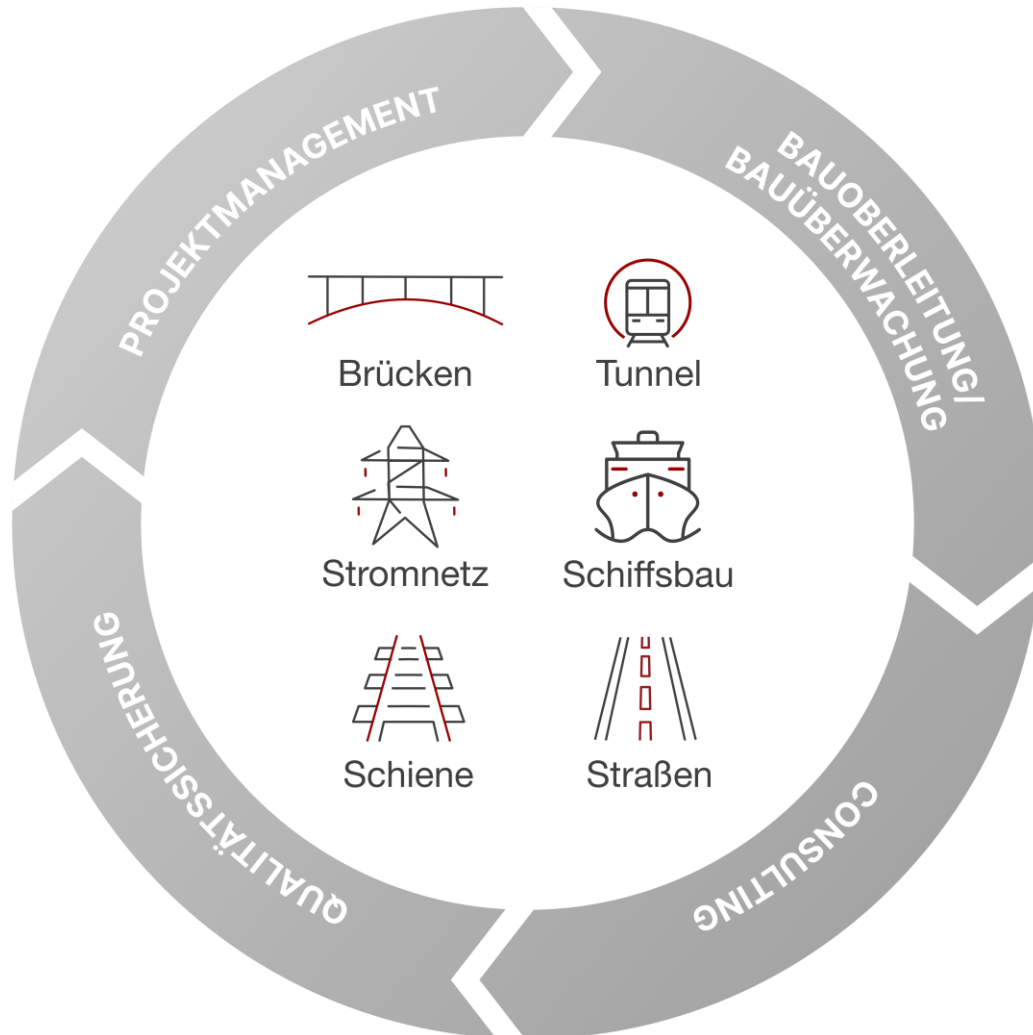 PROJEKTMANAGEMENT
BAUOBERLEITUNG/
BAUÜBERWACHUNG
CONSULTING
QUALITÄTSSICHERUNG
Brücken
Tunnel
Stromnetz
Schiffsbau
Schiene
Straßen